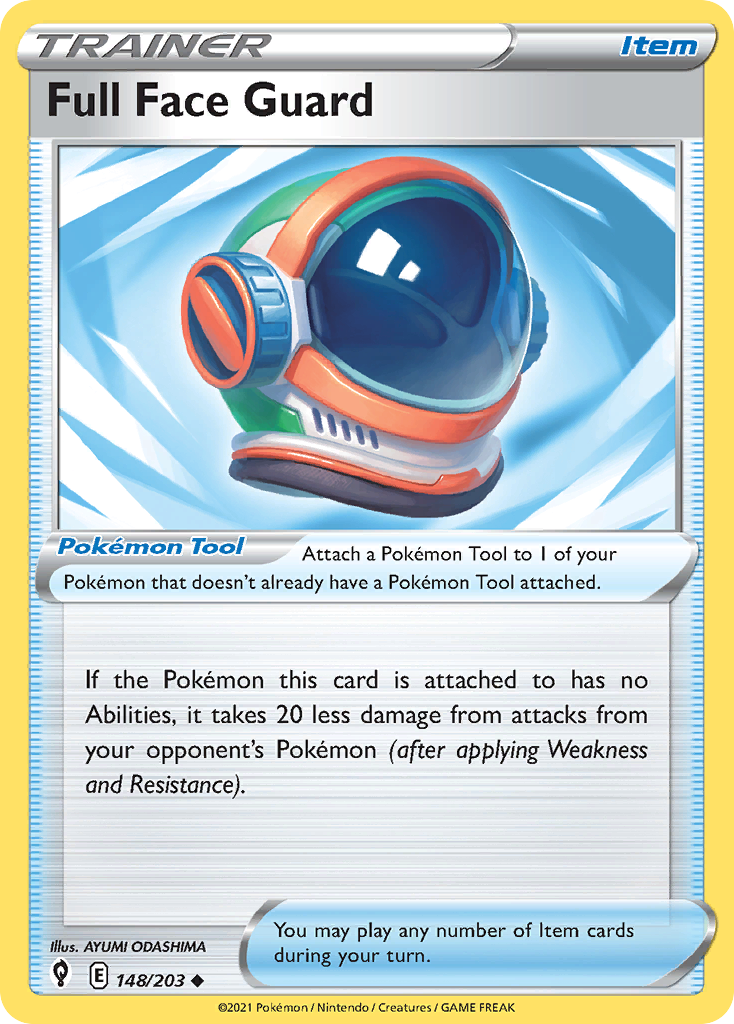 TRAINER
Item
Full Face Guard
Pokémon Tool
Attach a Pokémon Tool to 1 of your
Pokémon that doesn't already have a Pokémon Tool attached.
If the Pokémon this card is attached to has no
Abilities, it takes 20 less damage from attacks from
your opponent's Pokémon (after applying Weakness
and Resistance).
You may play any number of Item cards
during your turn.
Illus. AYUMI ODASHIMA
E 148/203
©2021 Pokémon / Nintendo / Creatures / GAME FREAK